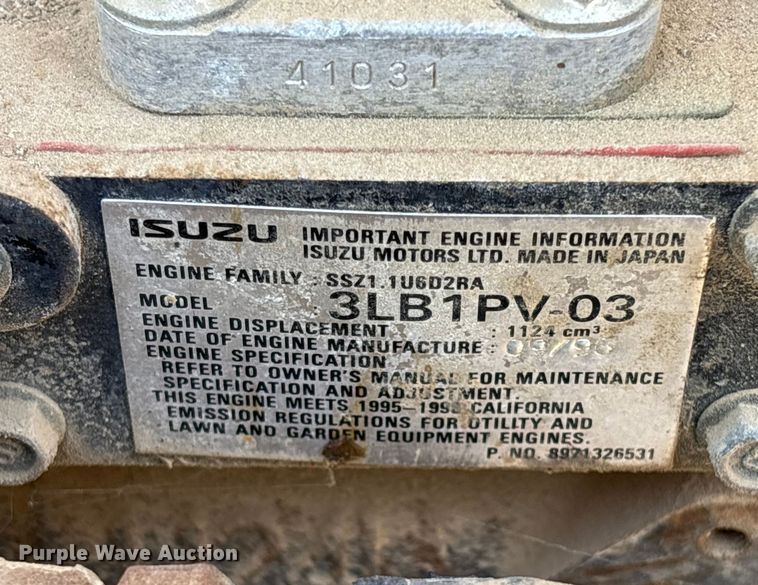 41031
ISUZU IMPORTANT ENGINE INFORMATION
ISUZU MOTORS LTD. MADE IN JAPAN
ENGINE FAMILY : SSZ1.1U6D2RA
MODEL : 3LB1PV-03
ENGINE DISPLACEMENT : 1124 cm³
DATE OF ENGINE MANUFACTURE :
ENGINE SPECIFICATION
REFER TO OWNER'S MANUAL FOR MAINTENANCE
SPECIFICATION AND ADJUSTMENT.
THIS ENGINE MEETS CALIFORNIA
EMISSION REGULATIONS FOR UTILITY AND
LAWN AND GARDEN EQUIPMENT ENGINES.
P. NO. 8971326531
Purple Wave Auction